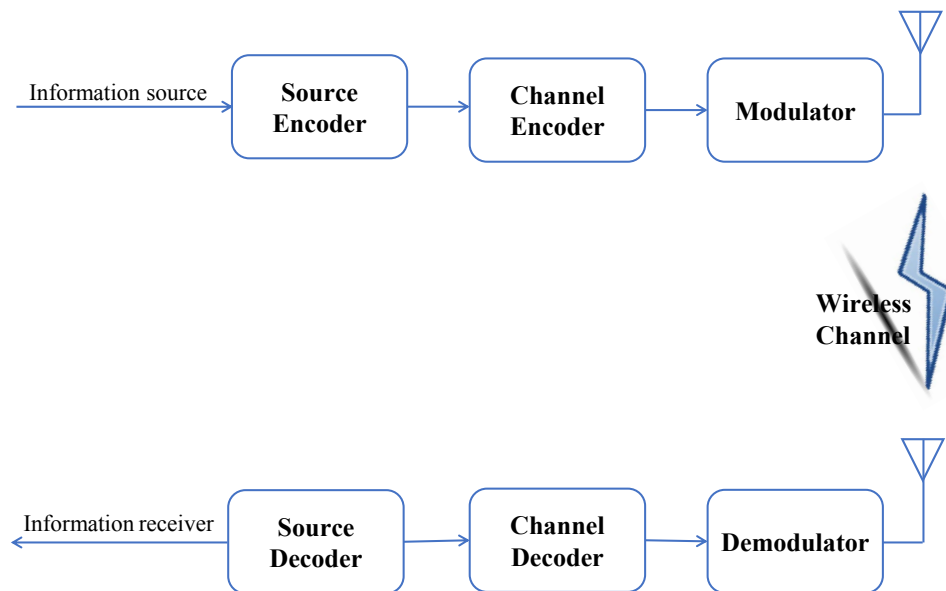 Information source
Source
Encoder
Channel
Encoder
Modulator
Wireless
Channel
Information receiver
Source
Decoder
Channel
Decoder
Demodulator